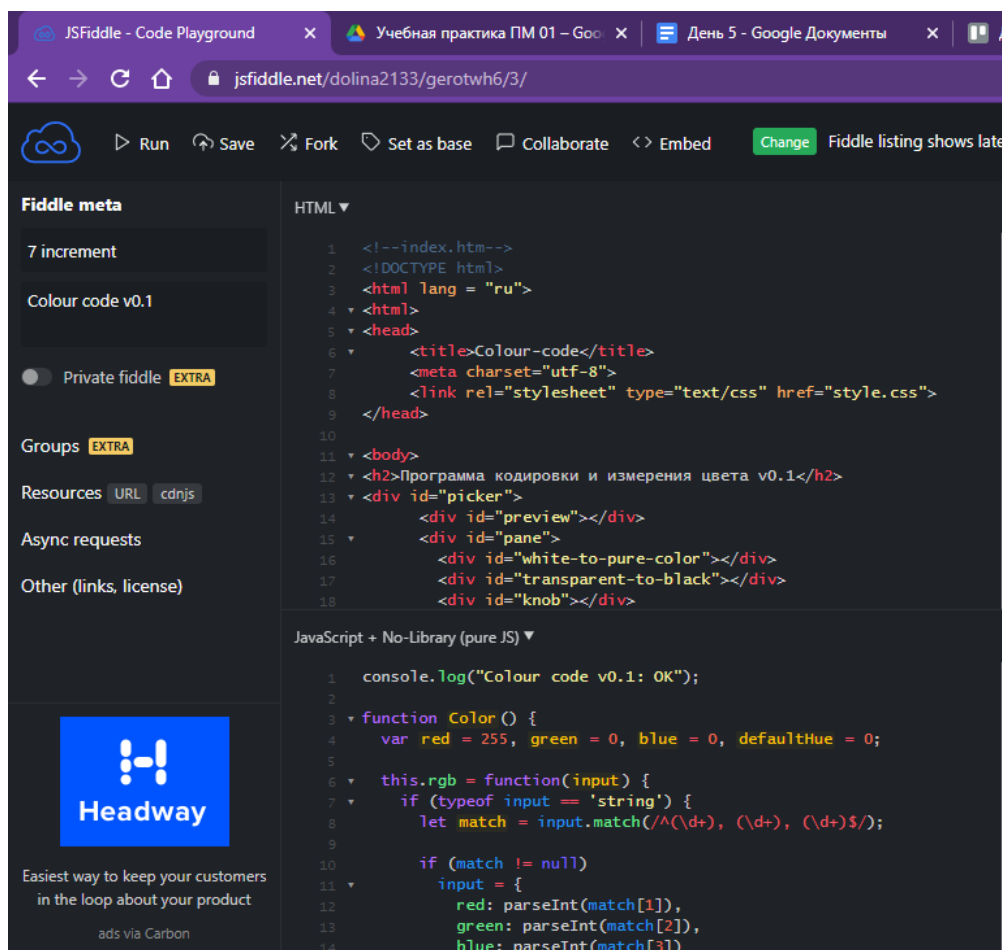 JSFiddle - Code Playground
Учебная практика ПМ 01 – Goo
День 5 - Google Документы
jsfiddle.net/dolina2133/gerotwh6/3/
Run Save Fork Set as base Collaborate <> Embed Change Fiddle listing shows late
Fiddle meta
7 increment
Colour code v0.1
Private fiddle EXTRA
Groups EXTRA
Resources URL cdnjs
Async requests
Other (links, license)
Headway
Easiest way to keep your customers
in the loop about your product
ads via Carbon
HTML ▼
1 <!--index.htm-->
2 <!DOCTYPE html>
3 <html lang = "ru">
4 <html>
5 <head>
6 <title>Colour-code</title>
7 <meta charset="utf-8">
8 <link rel="stylesheet" type="text/css" href="style.css">
9 </head>
10
11 <body>
12 <h2>Программа кодировки и измерения цвета v0.1</h2>
13 <div id="picker">
14 <div id="preview"></div>
15 <div id="pane">
16 <div id="white-to-pure-color"></div>
17 <div id="transparent-to-black"></div>
18 <div id="knob"></div>
JavaScript + No-Library (pure JS) ▼
1 console.log("Colour code v0.1: OK");
2
3 function Color() {
4 var red = 255, green = 0, blue = 0, defaultHue = 0;
5
6 this.rgb = function(input) {
7 if (typeof input == 'string') {
8 let match = input.match(/^(\d+), (\d+), (\d+)$/);
9
10 if (match != null)
11 input = {
12 red: parseInt(match[1]),
13 green: parseInt(match[2]),
14 blue: parseInt(match[3])